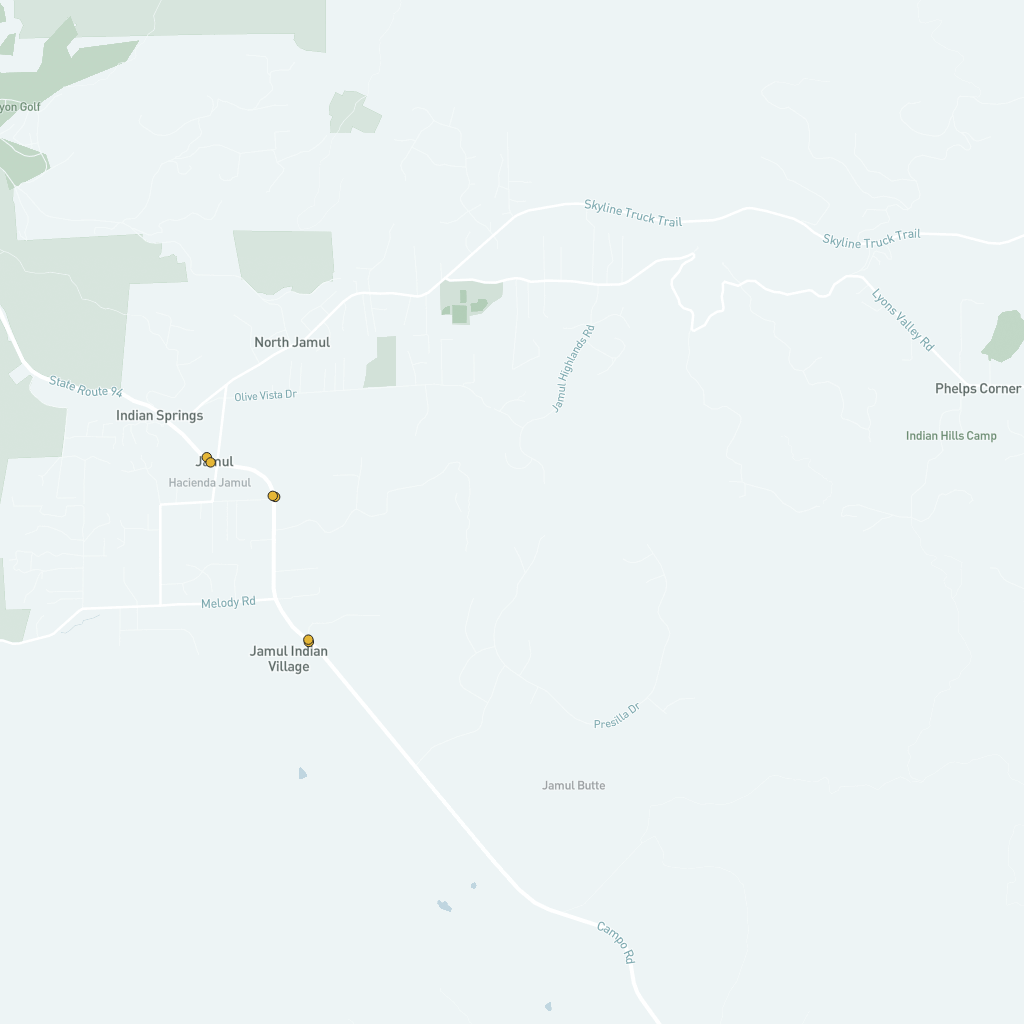 yon Golf
Skyline Truck Trail
Skyline Truck Trail
Lyons Valley Rd
North Jamul
Jamul Highlands Rd
State Route 94
Olive Vista Dr
Phelps Corner
Indian Springs
Indian Hills Camp
Jamul
Hacienda Jamul
Melody Rd
Jamul Indian
Village
Presilla Dr
Jamul Butte
Campo Rd